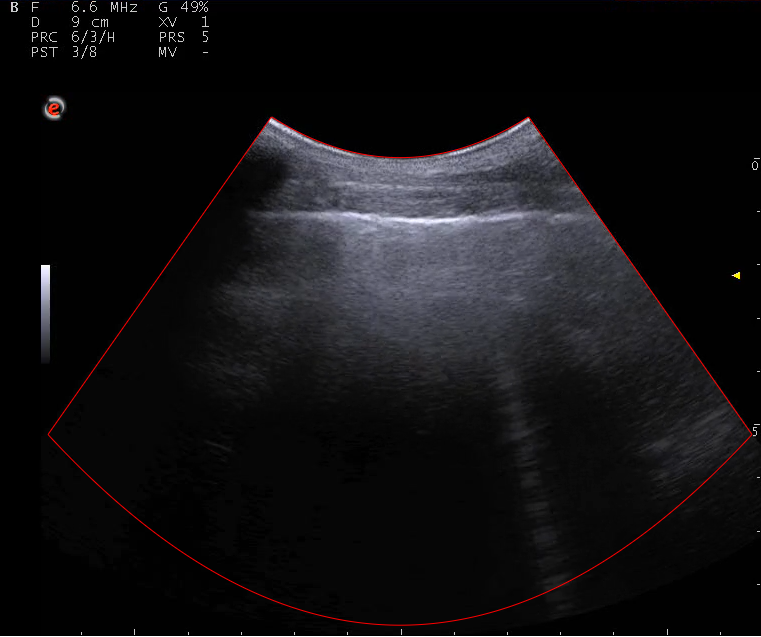 B F 6.6 MHz G 49%
D 9 cm XV 1
PRC 6/3/H PRS 5
PST 3/8 MV -
e
0
5